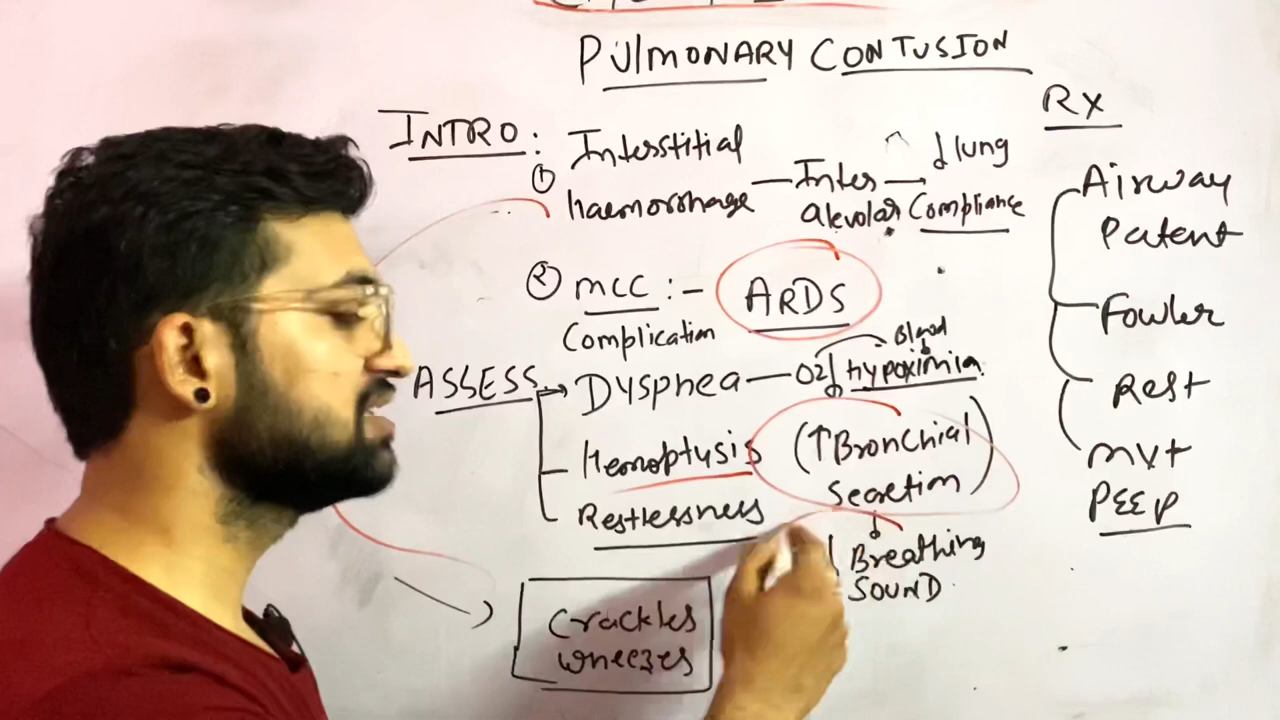 PULMONARY CONTUSION
INTRO:
① Interstitial
haemorrhage — Inter → ↓ lung
alevolar Compliance
② MCC :- ARDS
Complication
ASSESS → Dyspnea — O2↓ Hypoximia
Blood
Hemoptysis (↑Bronchial
Secretion)
Restlessness
↓ Breathing
SOUND
Crackles
wheezes
RX
Airway
Patent
Fowler
Rest
MVt
PEEP